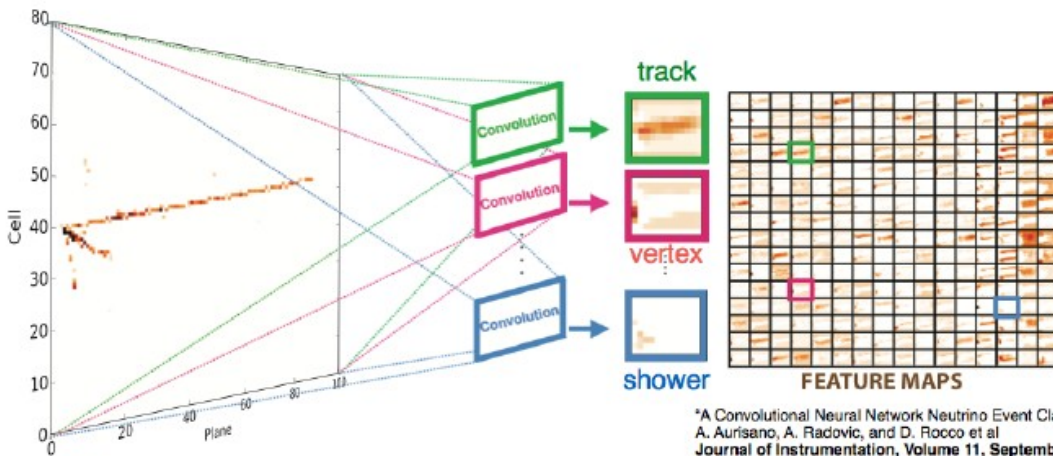 80
70
60
50
40
30
20
10
0
Cell
0
20
40
60
80
100
Plane
Convolution
Convolution
Convolution
track
vertex
shower
FEATURE MAPS
"A Convolutional Neural Network Neutrino Event Cla
A. Aurisano, A. Radovic, and D. Rocco et al
Journal of Instrumentation, Volume 11, Septemb